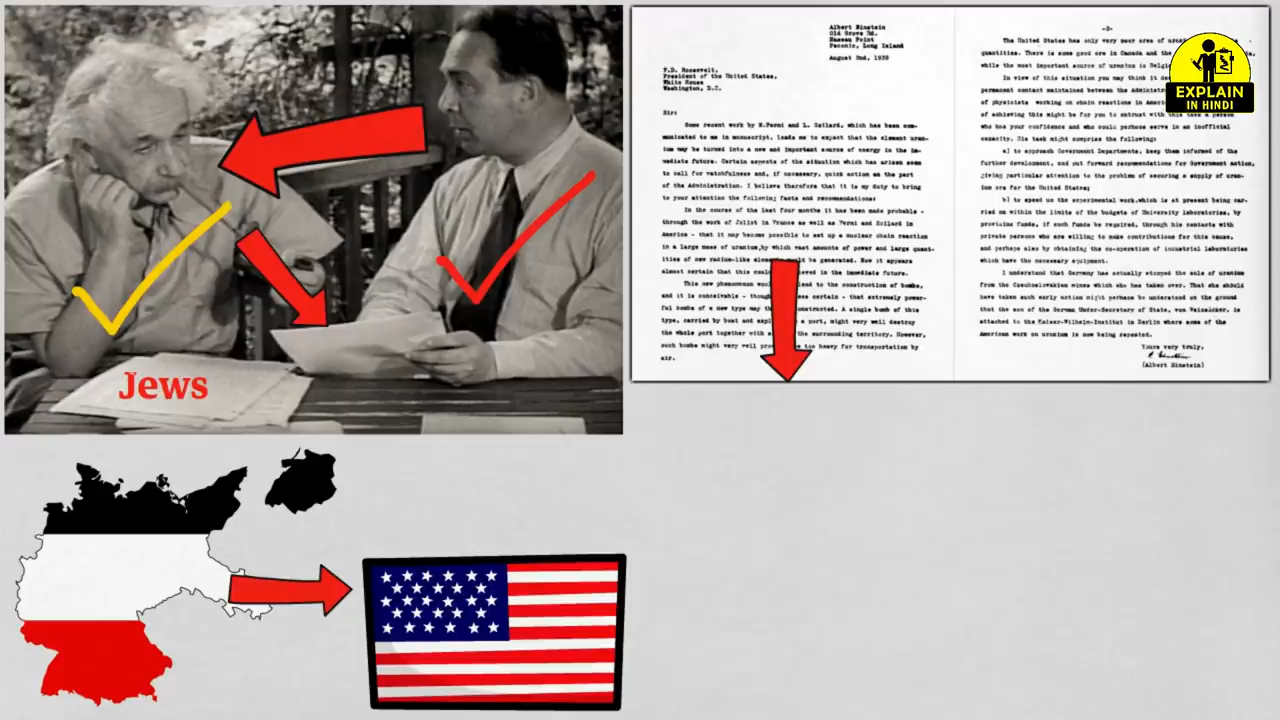 Albert Einstein
Old Grove Rd.
Nassau Point
Peconic, Long Island
August 2nd, 1939
F.D. Roosevelt,
President of the United States,
White House
Washington, D.C.
Sir:
Some recent work by E.Fermi and L. Szilard, which has been com-
municated to me in manuscript, leads me to expect that the element uran-
ium may be turned into a new and important source of energy in the im-
mediate future. Certain aspects of the situation which has arisen seem
to call for watchfulness and, if necessary, quick action on the part
of the Administration. I believe therefore that it is my duty to bring
to your attention the following facts and recommendations:
In the course of the last four months it has been made probable -
through the work of Joliot in France as well as Fermi and Szilard in
America - that it may become possible to set up a nuclear chain reaction
in a large mass of uranium,by which vast amounts of power and large quant-
ities of new radium-like elements would be generated. Now it appears
almost certain that this could achieved in the immediate future.
This new phenomenon would lead to the construction of bombs,
and it is conceivable - though less certain - that extremely power-
ful bombs of a new type may constructed. A single bomb of this
type, carried by boat and exploded a port, might very well destroy
the whole port together with the surrounding territory. However,
such bombs might very well prove too heavy for transportation by
air.
-2-
The United States has only very poor ores of uranium
quantities. There is some good ore in Canada and the
while the most important source of uranium is Belgian
In view of this situation you may think it
permanent contact maintained between the Administration
of physicists working on chain reactions in America
of achieving this might be for you to entrust with this task a person
who has your confidence and who could perhaps serve in an inofficial
capacity. His task might comprise the following:
a) to approach Government Departments, keep them informed of the
further development, and put forward recommendations for Government action,
giving particular attention to the problem of securing a supply of uran-
ium ore for the United States;
b) to speed up the experimental work,which is at present being car-
ried on within the limits of the budgets of University laboratories, by
providing funds, if such funds be required, through his contacts with
private persons who are willing to make contributions for this cause,
and perhaps also by obtaining the co-operation of industrial laboratories
which have the necessary equipment.
I understand that Germany has actually stopped the sale of uranium
from the Czechoslovakian mines which she has taken over. That she should
have taken such early action might perhaps be understood on the ground
that the son of the German Under-Secretary of State, von Weizsäcker, is
attached to the Kaiser-Wilhelm-Institut in Berlin where some of the
American work on uranium is now being repeated.
Yours very truly,
A. Einstein
(Albert Einstein)
EXPLAIN
IN HINDI
Jews